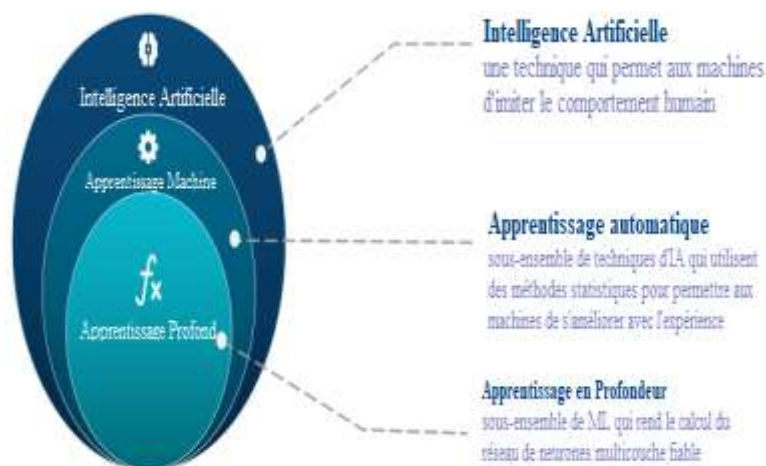 Intelligence Artificielle
Apprentissage Machine
fx
Apprentissage Profond
Intelligence Artificielle
une technique qui permet aux machines
d'imiter le comportement humain
Apprentissage automatique
sous-ensemble de techniques d'IA qui utilisent
des méthodes statistiques pour permettre aux
machines de s'améliorer avec l'expérience
Apprentissage en Profondeur
sous-ensemble de ML qui rend le calcul du
réseau de neurones multicouche fiable